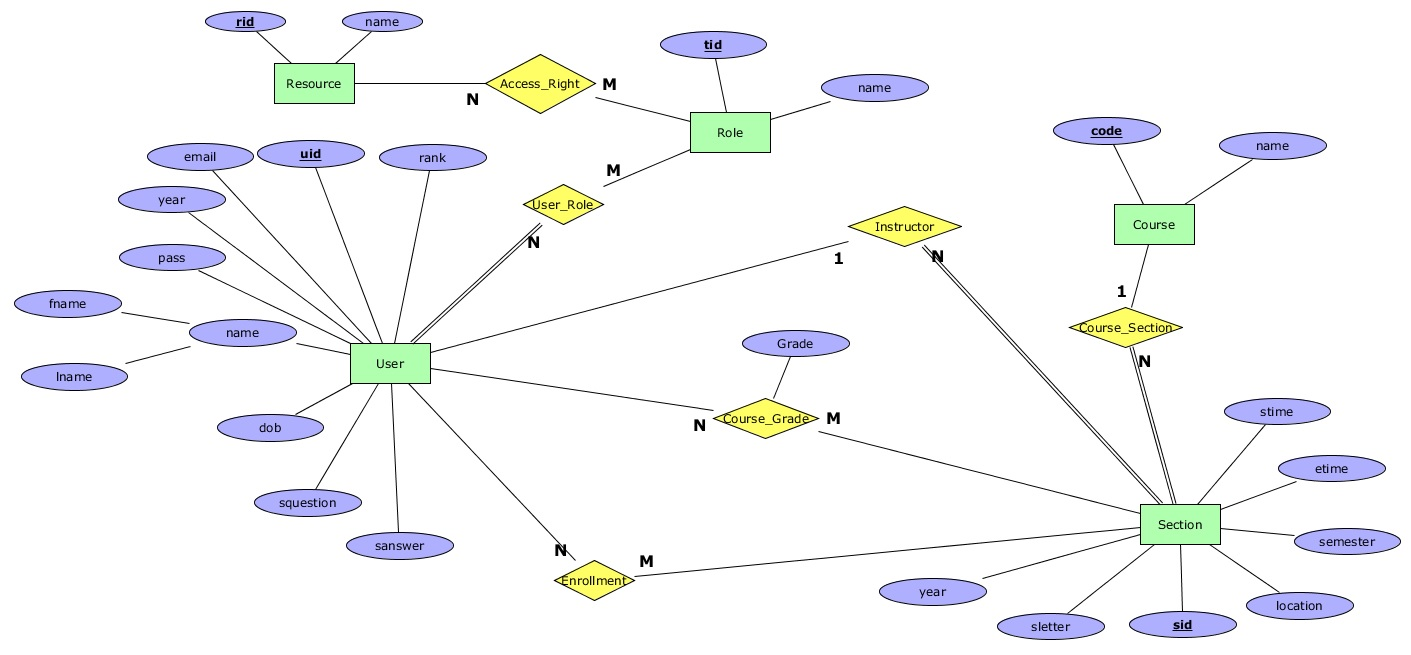 rid
name
tid
Resource
Access_Right
M
N
name
Role
code
name
email
uid
rank
M
year
User_Role
N
Instructor
1
N
Course
pass
1
fname
name
Course_Section
N
lname
User
Grade
dob
N
Course_Grade
M
stime
etime
squestion
sanswer
Section
semester
N
M
Enrollment
year
location
sletter
sid